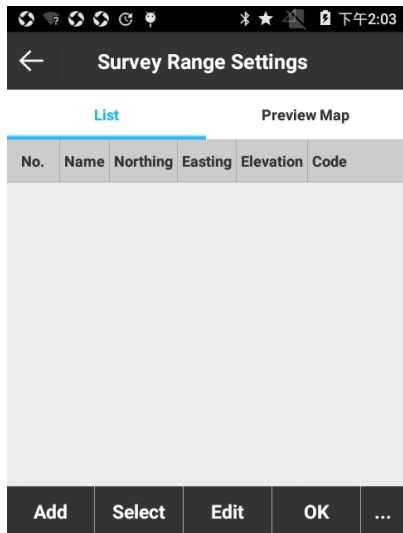 下午2:03
Survey Range Settings
List Preview Map
No. Name Northing Easting Elevation Code
Add Select Edit OK ...